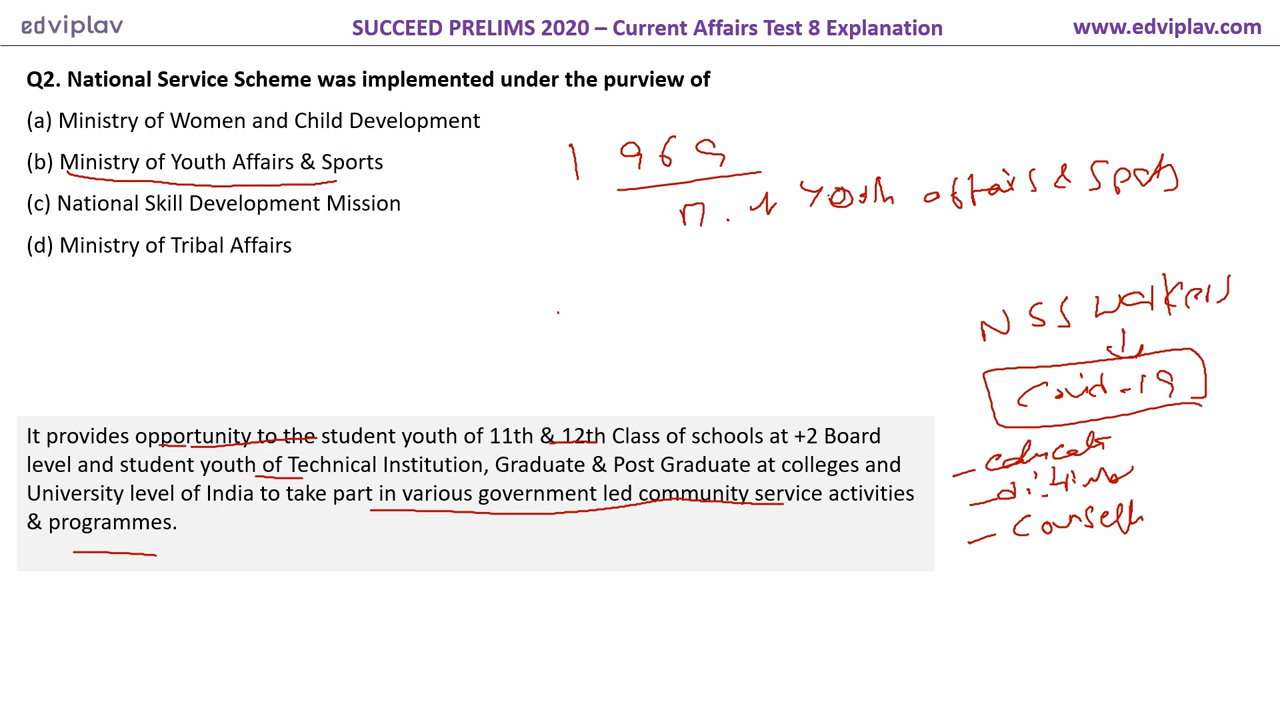 edviplav
SUCCEED PRELIMS 2020 – Current Affairs Test 8 Explanation
www.edviplav.com
Q2. National Service Scheme was implemented under the purview of
(a) Ministry of Women and Child Development
(b) Ministry of Youth Affairs & Sports
(c) National Skill Development Mission
(d) Ministry of Tribal Affairs
1969
Youth affairs & Sports
NSS workers
Covid-19
It provides opportunity to the student youth of 11th & 12th Class of schools at +2 Board
level and student youth of Technical Institution, Graduate & Post Graduate at colleges and
University level of India to take part in various government led community service activities
& programmes.